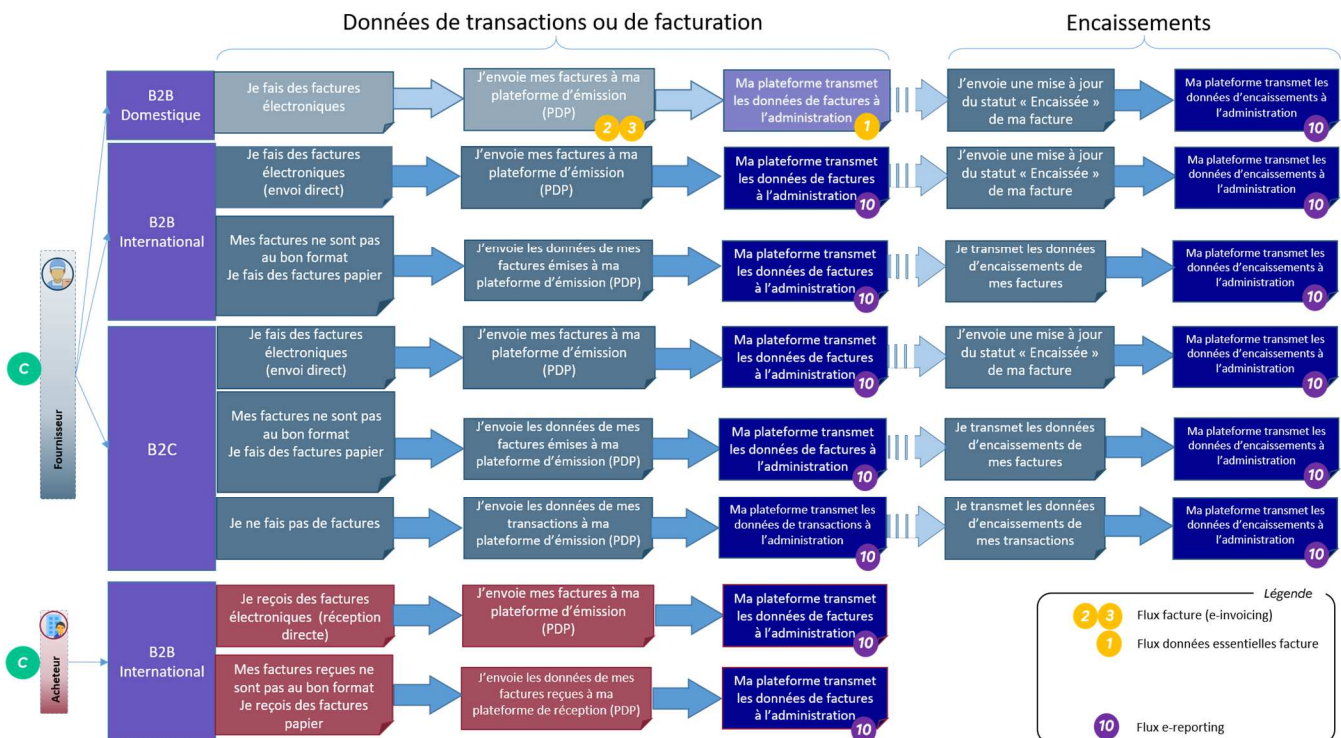 Données de transactions ou de facturation
Encaissements
B2B
Domestique
Je fais des factures
électroniques
J'envoie mes factures à ma
plateforme d'émission
(PDP)
2 3
Ma plateforme transmet
les données de factures à
l'administration
1
J'envoie une mise à jour
du statut « Encaissée »
de ma facture
Ma plateforme transmet les
données d'encaissements à
l'administration
10
B2B
International
Je fais des factures
électroniques
(envoi direct)
J'envoie mes factures à ma
plateforme d'émission
(PDP)
Ma plateforme transmet
les données de factures
à l'administration
10
J'envoie une mise à jour
du statut « Encaissée »
de ma facture
Ma plateforme transmet les
données d'encaissements à
l'administration
10
Mes factures ne sont pas
au bon format
Je fais des factures papier
J'envoie les données de mes
factures émises à ma
plateforme d'émission (PDP)
Ma plateforme transmet
les données de factures
à l'administration
10
Je transmet les données
d'encaissements de
mes factures
Ma plateforme transmet les
données d'encaissements à
l'administration
10
C
Fournisseur
B2C
Je fais des factures
électroniques
(envoi direct)
J'envoie mes factures à ma
plateforme d'émission
(PDP)
Ma plateforme transmet
les données de factures
à l'administration
10
J'envoie une mise à jour
du statut « Encaissée »
de ma facture
Ma plateforme transmet les
données d'encaissements à
l'administration
10
Mes factures ne sont pas
au bon format
Je fais des factures papier
J'envoie les données de mes
factures émises à ma
plateforme d'émission (PDP)
Ma plateforme transmet
les données de factures à
l'administration
10
Je transmet les données
d'encaissements de
mes factures
Ma plateforme transmet les
données d'encaissements à
l'administration
10
Je ne fais pas de factures
J'envoie les données de mes
transactions à ma
plateforme d'émission (PDP)
Ma plateforme transmet les
données de transactions à
l'administration
10
Je transmet les données
d'encaissements de
mes transactions
Ma plateforme transmet les
données d'encaissements à
l'administration
10
C
Acheteur
B2B
International
Je reçois des factures
électroniques (réception
directe)
J'envoie mes factures à ma
plateforme d'émission
(PDP)
Ma plateforme transmet
les données de factures
à l'administration
10
Mes factures reçues ne
sont pas au bon format
Je reçois des factures
papier
J'envoie les données de mes
factures reçues à ma
plateforme de réception (PDP)
Ma plateforme transmet
les données de factures
à l'administration
10
Légende
2 3 Flux facture (e-invoicing)
1 Flux données essentielles facture
10 Flux e-reporting